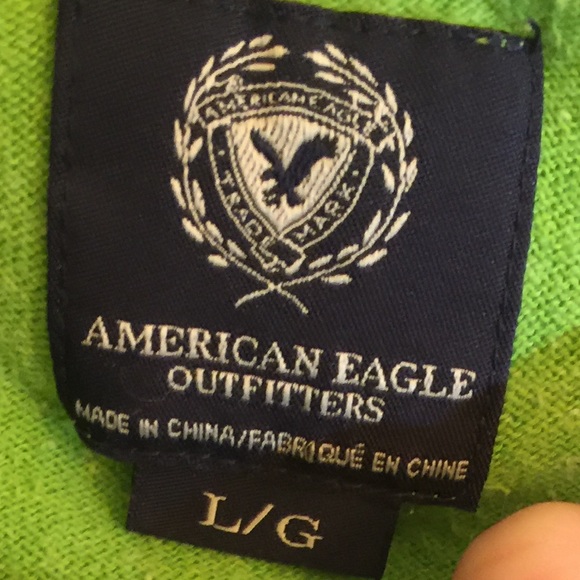 AMERICAN EAGLE
TRADE MARK
AMERICAN EAGLE
OUTFITTERS
MADE IN CHINA/FABRIQUÉ EN CHINE
L/G